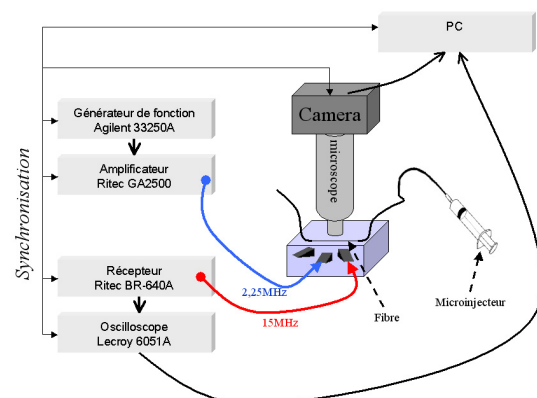 PC
Camera
microscope
Générateur de fonction
Agilent 33250A
Amplificateur
Ritec GA2500
Synchronisation
Récepteur
Ritec BR-640A
2,25MHz
15MHz
Fibre
Microinjecteur
Oscilloscope
Lecroy 6051A